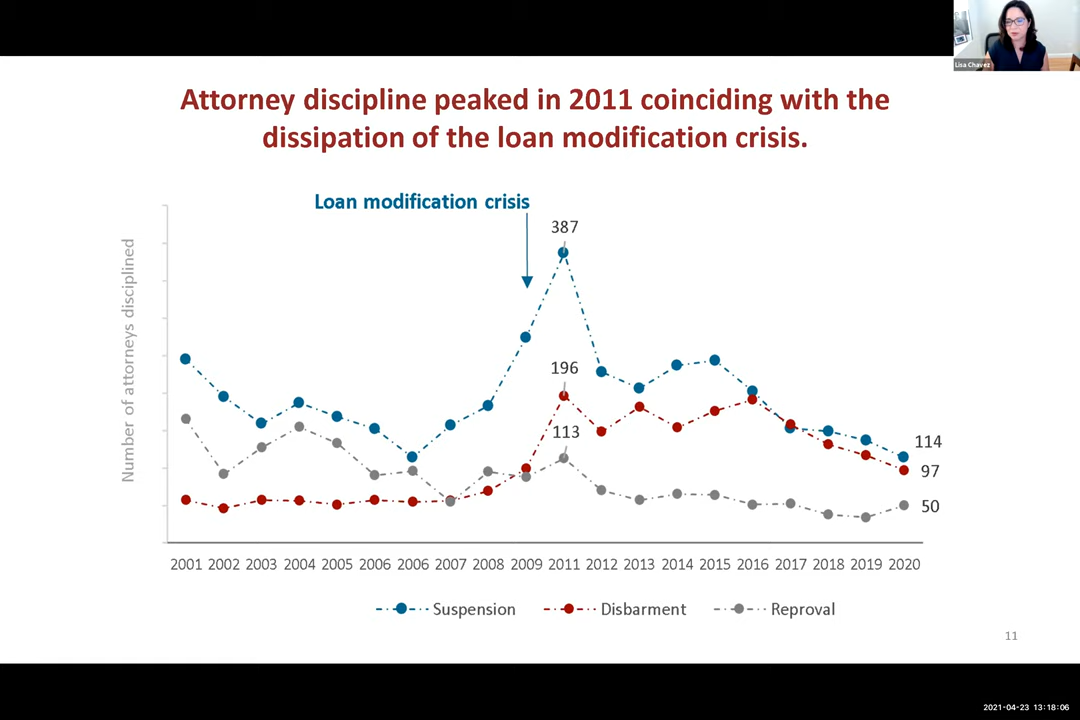 Lisa Chavez
Attorney discipline peaked in 2011 coinciding with the
dissipation of the loan modification crisis.
Loan modification crisis
387
196
113
114
97
50
Number of attorneys disciplined
2001 2002 2003 2004 2005 2006 2006 2007 2008 2009 2011 2012 2013 2014 2015 2016 2017 2018 2019 2020
Suspension Disbarment Reproval
11
2021-04-23 13:18:06